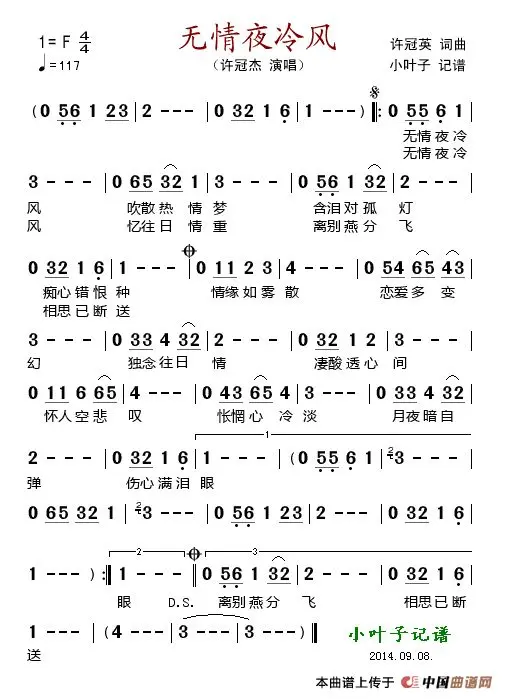 无情夜冷风
1=F 4/4
♩=117
(许冠杰 演唱)
许冠英 词曲
小叶子 记谱
( 0 56 1 23 | 2 - - - | 0 32 1 6 | 1 - - - ) ‖: 0 55 6 1 |
无情夜冷
无情夜冷
3 - - - | 0 65 32 1 | 3 - - - | 0 56 1 32 | 2 - - - |
风 吹散热情梦 含泪对孤灯
风 忆往日情重 离别燕分飞
0 32 1 6 | 1 - - - ‖ 0 11 2 3 | 4 - - - | 0 54 65 43 |
痴心错恨种 情缘如雾散 恋爱多变
相思已断送
3 - - - | 0 33 4 32 | 2 - - - | 0 32 1 32 | 3 - - - |
幻 独念往日情 凄酸透心间
0 11 6 65 | 4 - - - | 0 43 65 4 | 3 - - - | 0 33 4 32 |
怀人空悲叹 怅惘心冷淡 月夜暗自
1
2 - - - | 0 32 1 6 | 1 - - - | ( 0 55 6 1 | 23 - - - |
弹 伤心满泪眼
0 65 32 1 | 23 - - - | 0 56 1 23 | 2 - - - | 0 32 1 6 |
2 3
1 - - - ) :‖ 1 - - - ‖ 0 56 1 32 | 2 - - - | 0 32 1 6 |
眼 D.S. 离别燕分飞 相思已断
1 - - - | ( 4 - - - | 3 - - - | 3 - - - ) ‖
送
小叶子记谱
2014.09.08.
本曲谱上传于 中国曲谱网